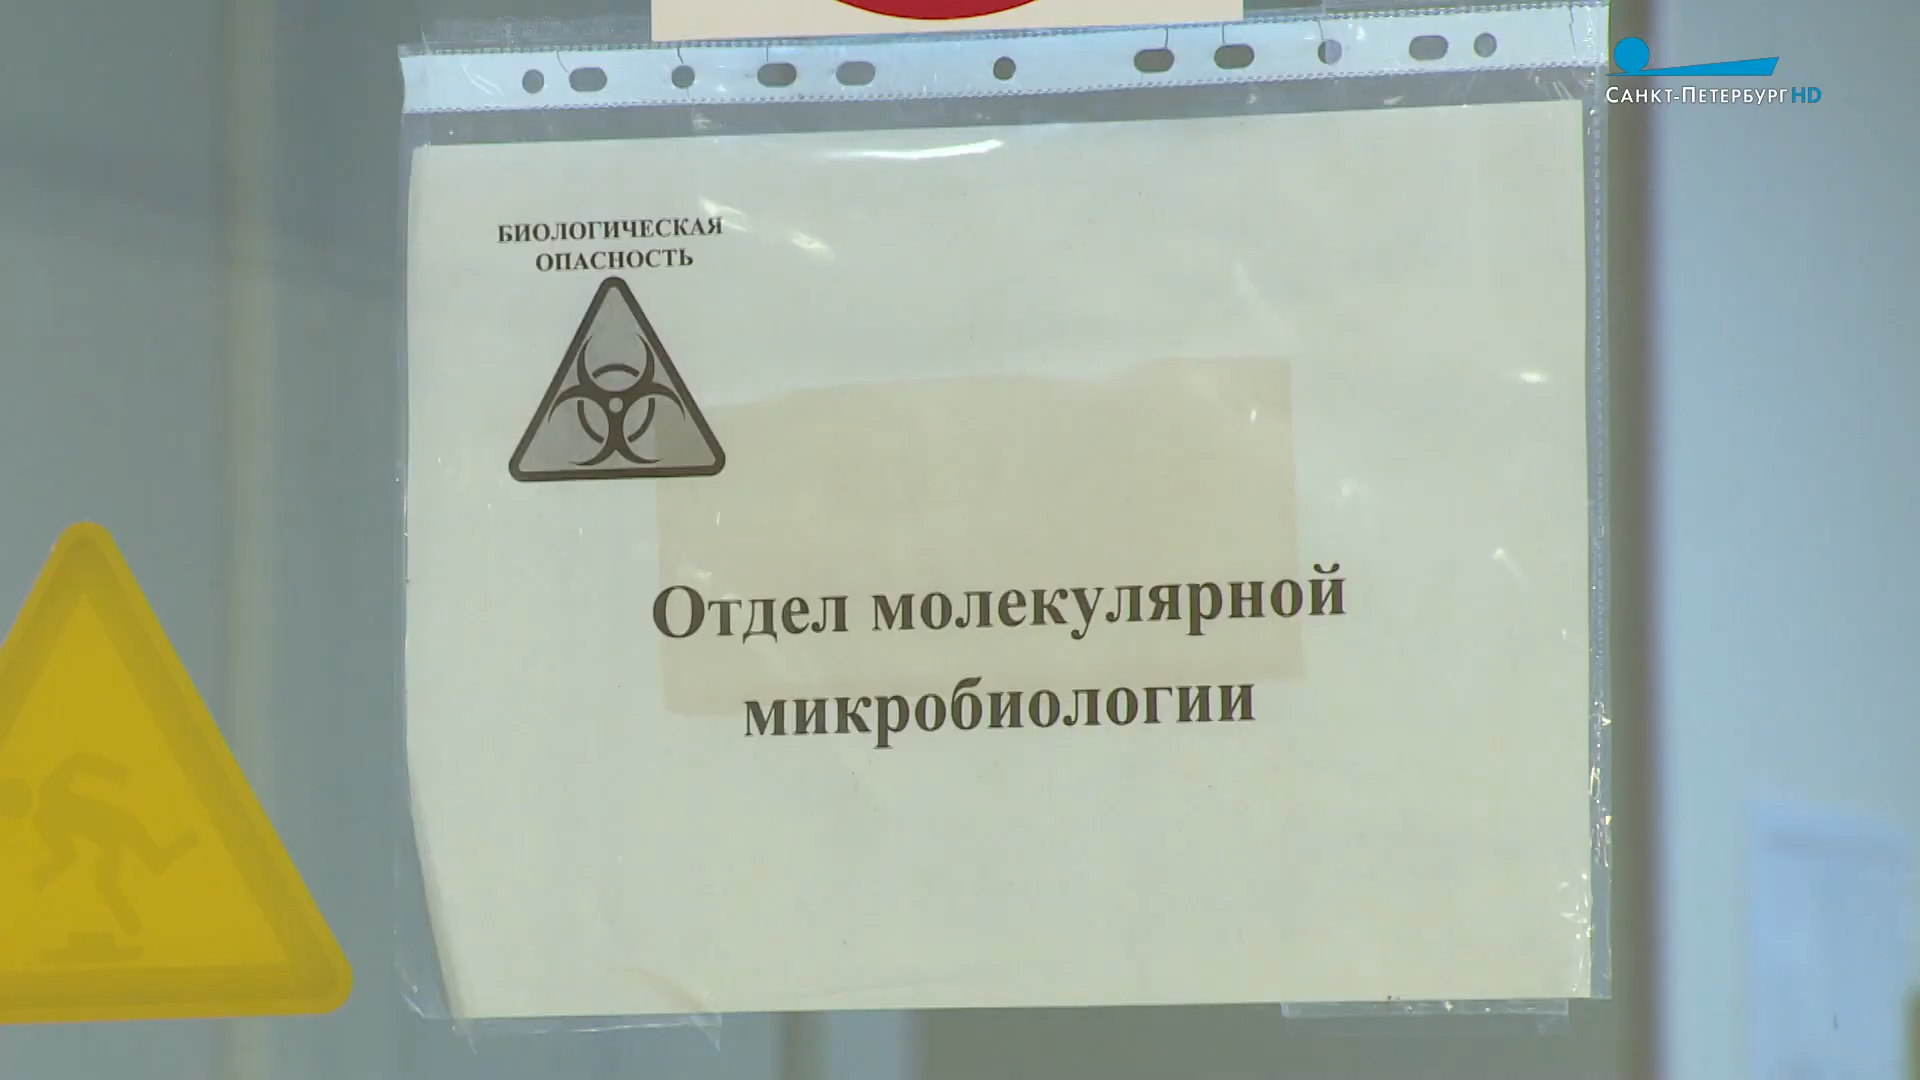 САНКТ-ПЕТЕРБУРГ HD
БИОЛОГИЧЕСКАЯ
ОПАСНОСТЬ
Отдел молекулярной
микробиологии